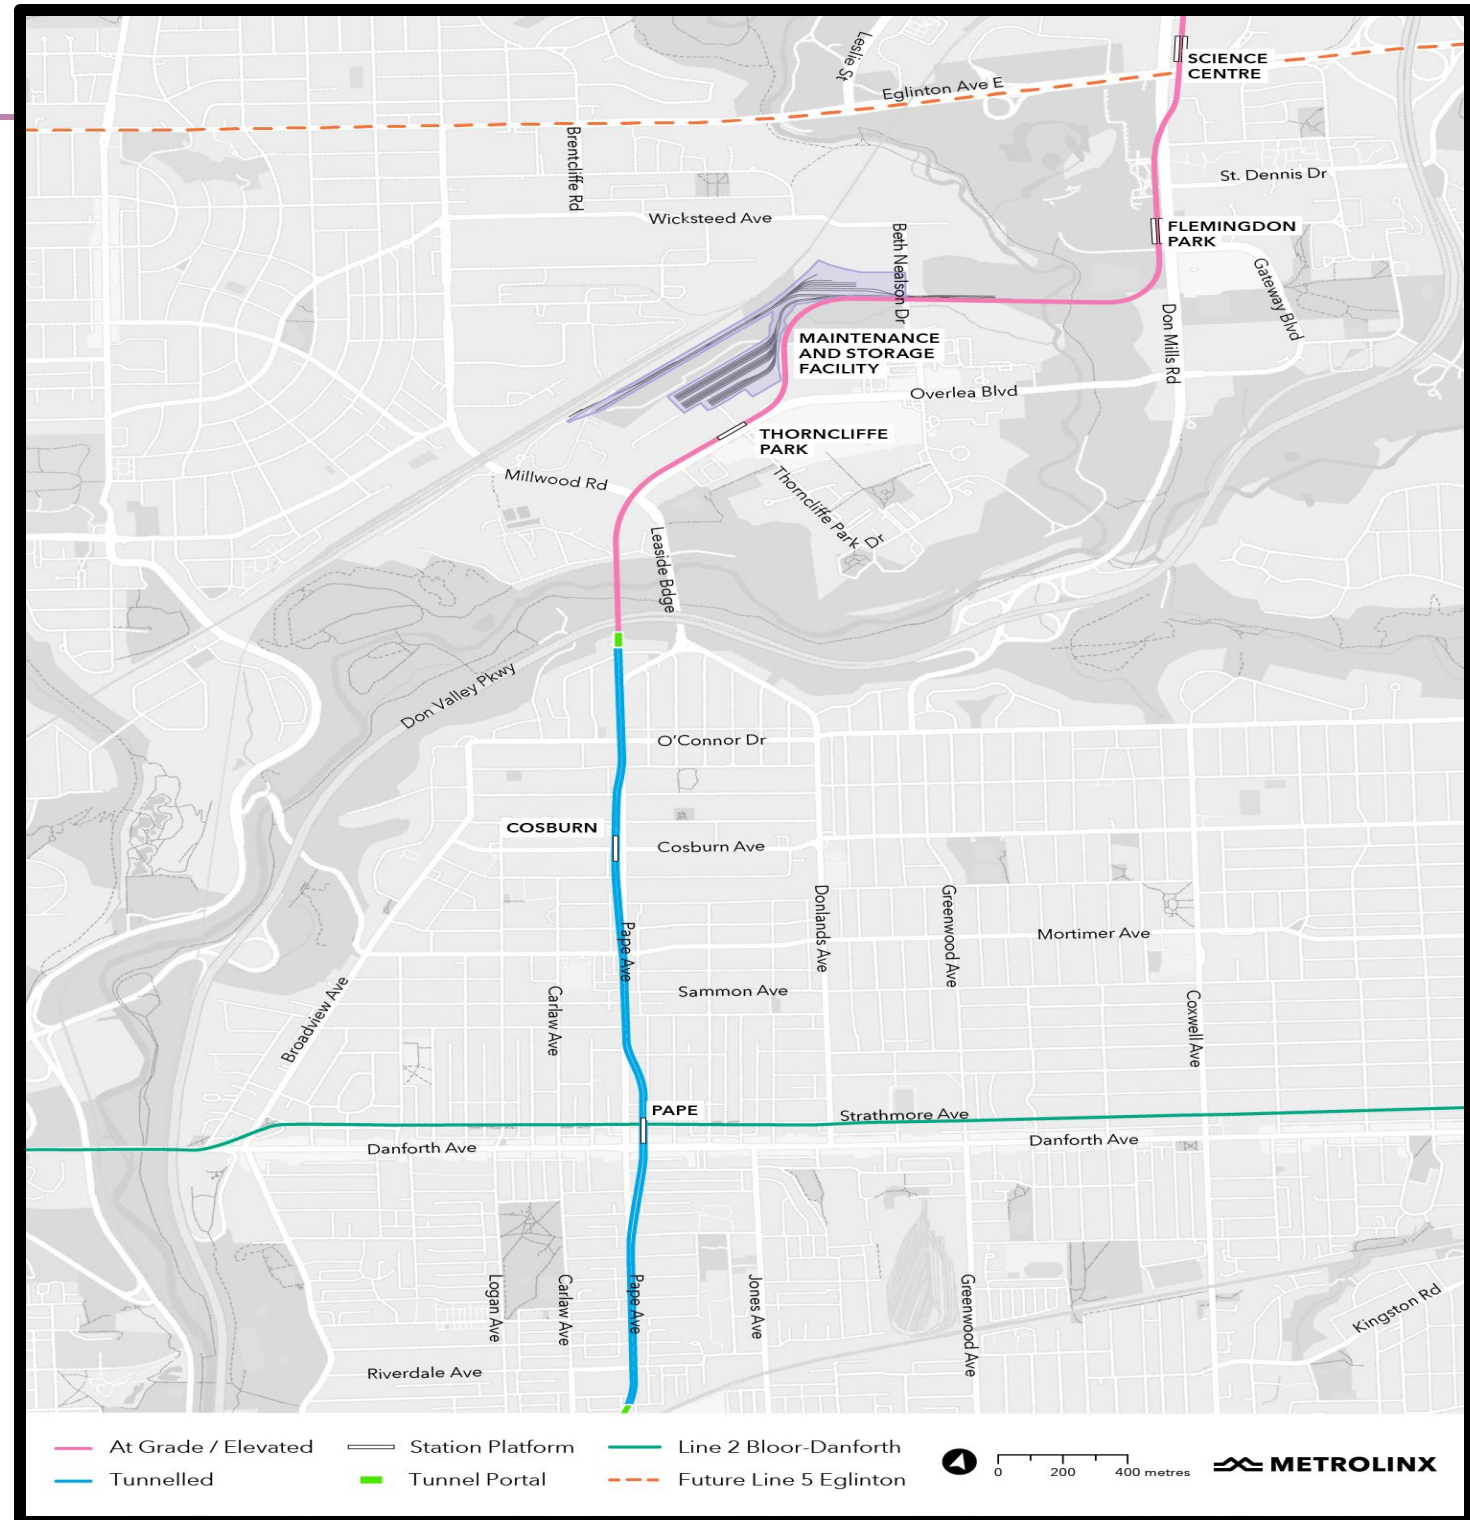 Leslie St
SCIENCE
CENTRE
Eglinton Ave E
Brentcliffe Rd
St. Dennis Dr
Wicksteed Ave
FLEMINGDON
PARK
Beth Nealson Dr
Gateway Blvd
Don Mills Rd
MAINTENANCE
AND STORAGE
FACILITY
Overlea Blvd
THORNCLIFFE
PARK
Millwood Rd
Thorncliffe Park Dr
Leaside Bdge
Don Valley Pkwy
O'Connor Dr
COSBURN
Cosburn Ave
Donlands Ave
Greenwood Ave
Pape Ave
Mortimer Ave
Sammon Ave
Carlaw Ave
Broadview Ave
Coxwell Ave
PAPE
Strathmore Ave
Danforth Ave
Danforth Ave
Logan Ave
Carlaw Ave
Pape Ave
Jones Ave
Greenwood Ave
Kingston Rd
Riverdale Ave
At Grade / Elevated
Station Platform
Line 2 Bloor-Danforth
Tunnelled
Tunnel Portal
Future Line 5 Eglinton
0 200 400 metres
METROLINX